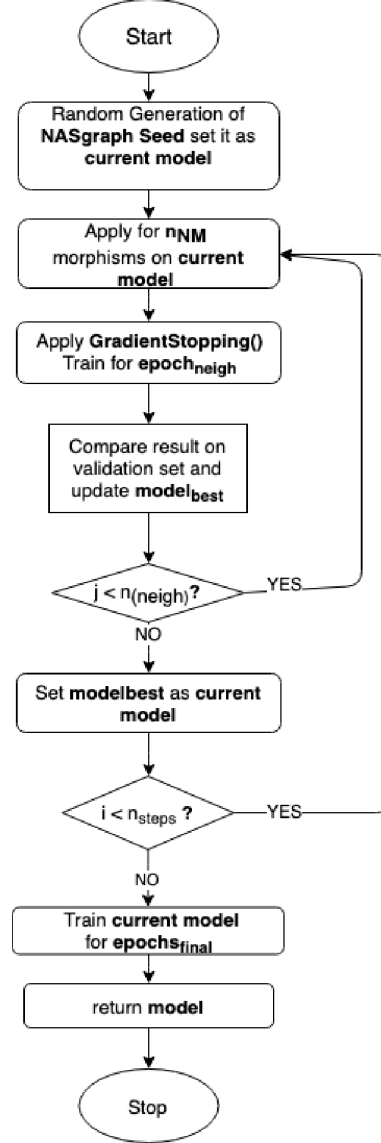 Start
Random Generation of
NASgraph Seed set it as
current model
Apply for nNM
morphisms on current
model
Apply GradientStopping()
Train for epochneigh
Compare result on
validation set and
update modelbest
j < n(neigh)?
YES
NO
Set modelbest as current
model
i < nsteps ?
YES
NO
Train current model
for epochsfinal
return model
Stop